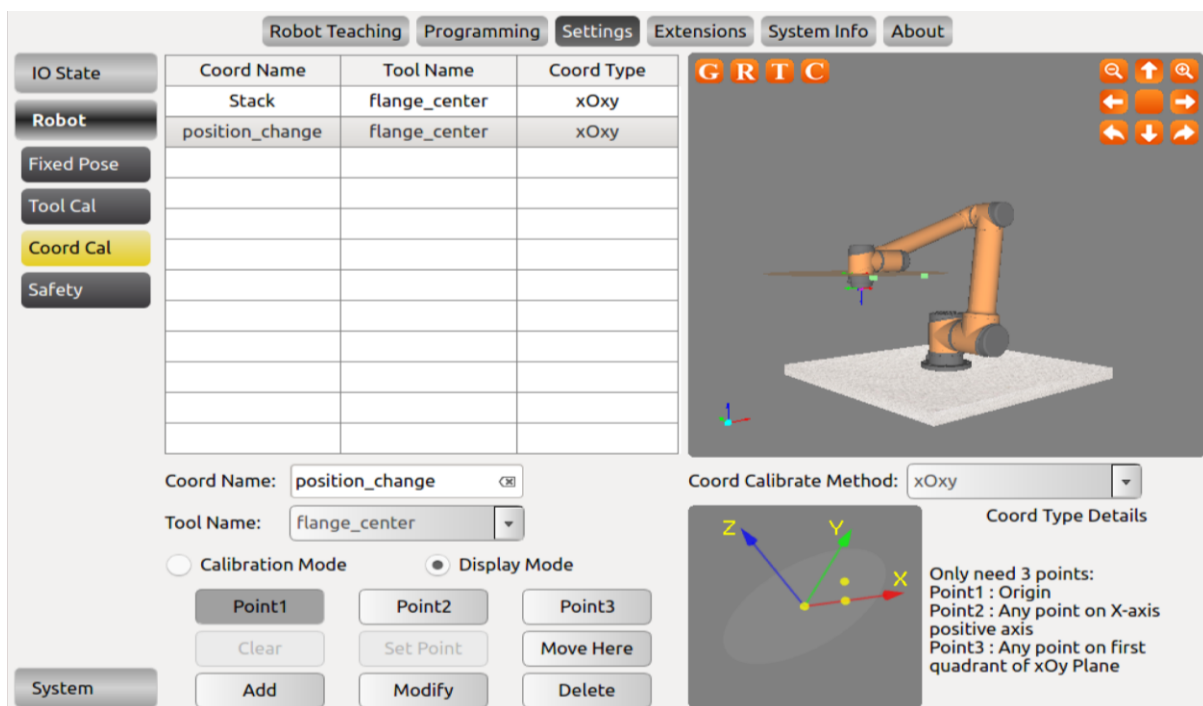 Robot Teaching Programming Settings Extensions System Info About
IO State
Robot
Fixed Pose
Tool Cal
Coord Cal
Safety
System
Coord Name Tool Name Coord Type
Stack flange_center xOxy
position_change flange_center xOxy
G R T C
Coord Name: position_change
Tool Name: flange_center
Calibration Mode Display Mode
Point1 Point2 Point3
Clear Set Point Move Here
Add Modify Delete
Coord Calibrate Method: xOxy
Z Y X
Coord Type Details
Only need 3 points:
Point1 : Origin
Point2 : Any point on X-axis
positive axis
Point3 : Any point on first
quadrant of xOy Plane